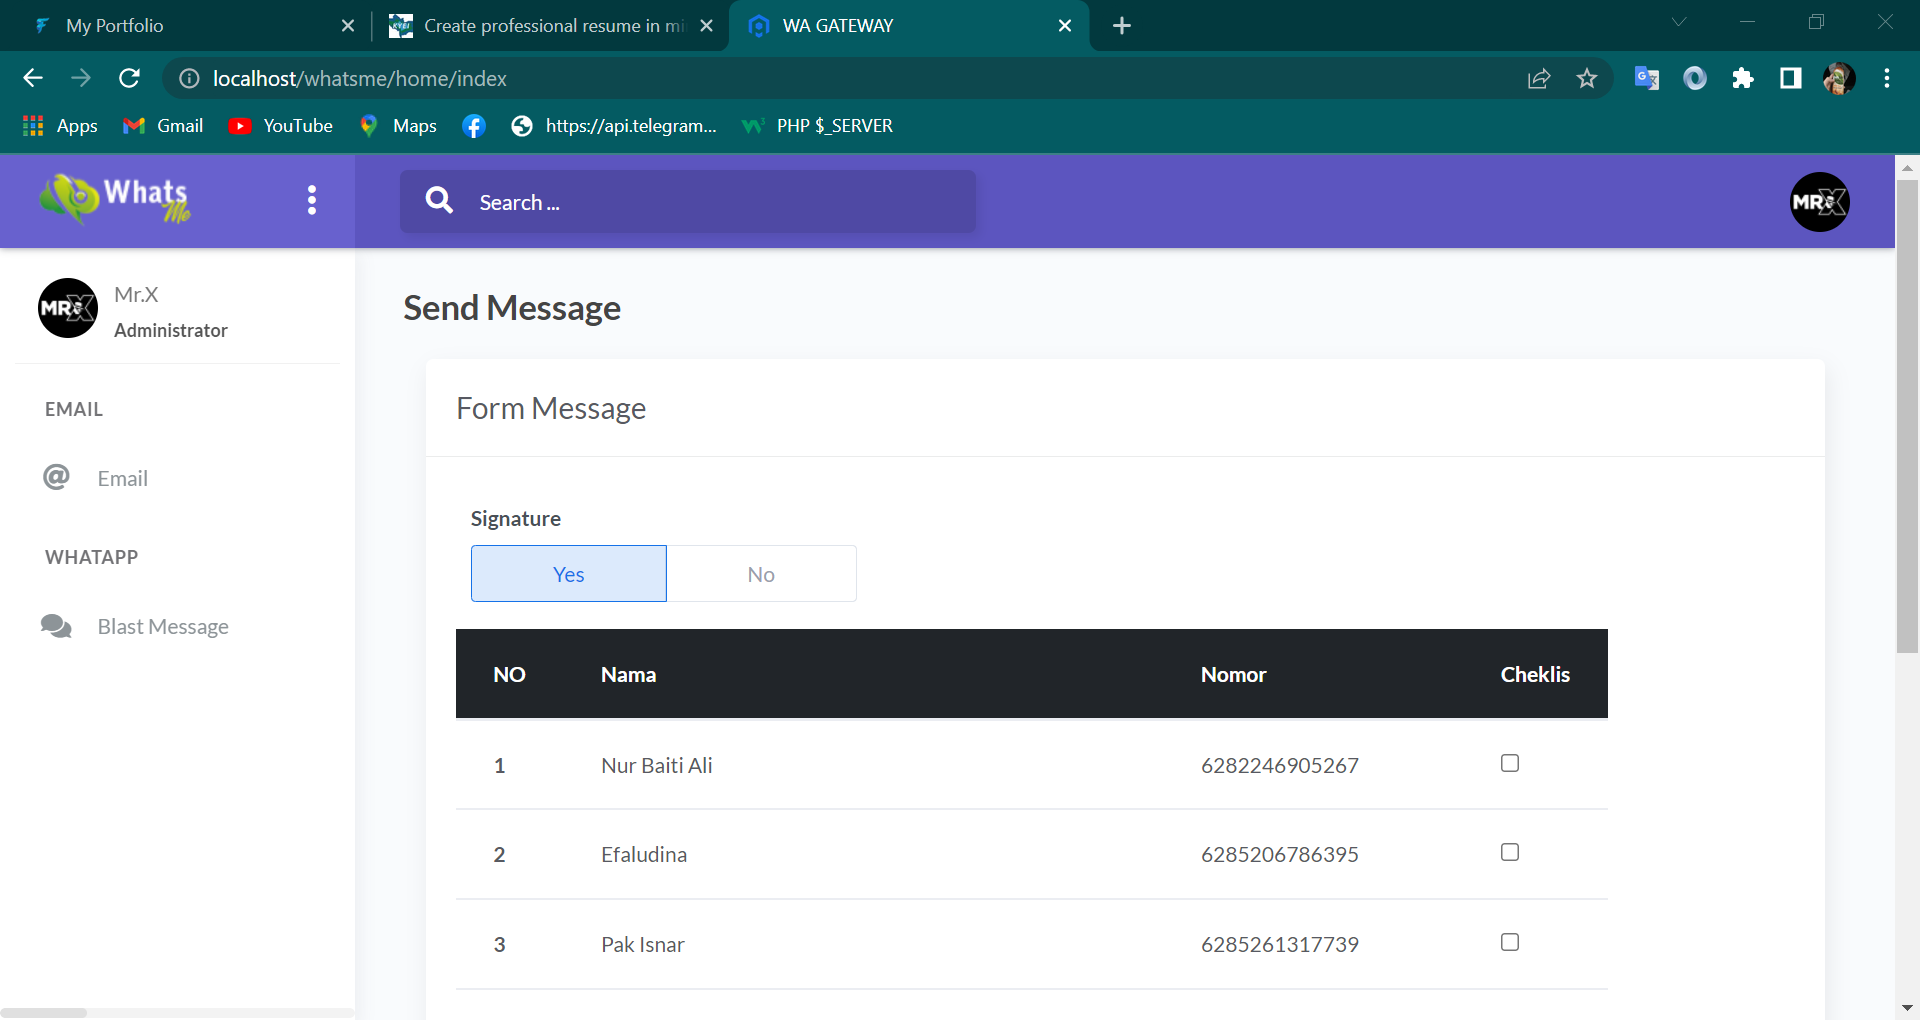 My Portfolio
Create professional resume in mi
WA GATEWAY
localhost/whatsme/home/index
Apps
Gmail
YouTube
Maps
https://api.telegram...
PHP $_SERVER
Whats
Me
Search ...
MRX
MRX
Mr.X
Administrator
Send Message
EMAIL
Form Message
Email
Signature
WHATAPP
Yes
No
Blast Message
NO
Nama
Nomor
Cheklis
1
Nur Baiti Ali
6282246905267
2
Efaludina
6285206786395
3
Pak Isnar
6285261317739